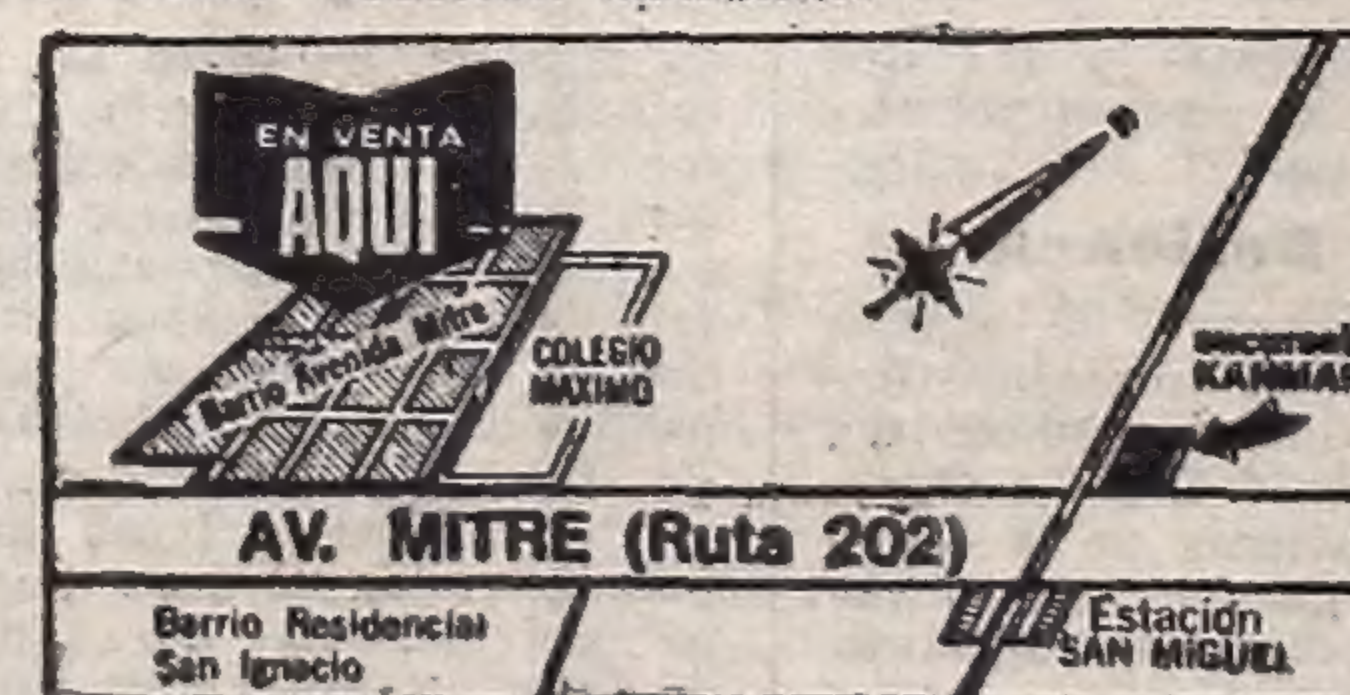 EN VENTA
AQUI
Barrio Avenida Mitre
COLEGIO
MAXIMO
AV. MITRE (Ruta 202)
Barrio Residencial
San Ignacio
Estación
SAN MIGUEL